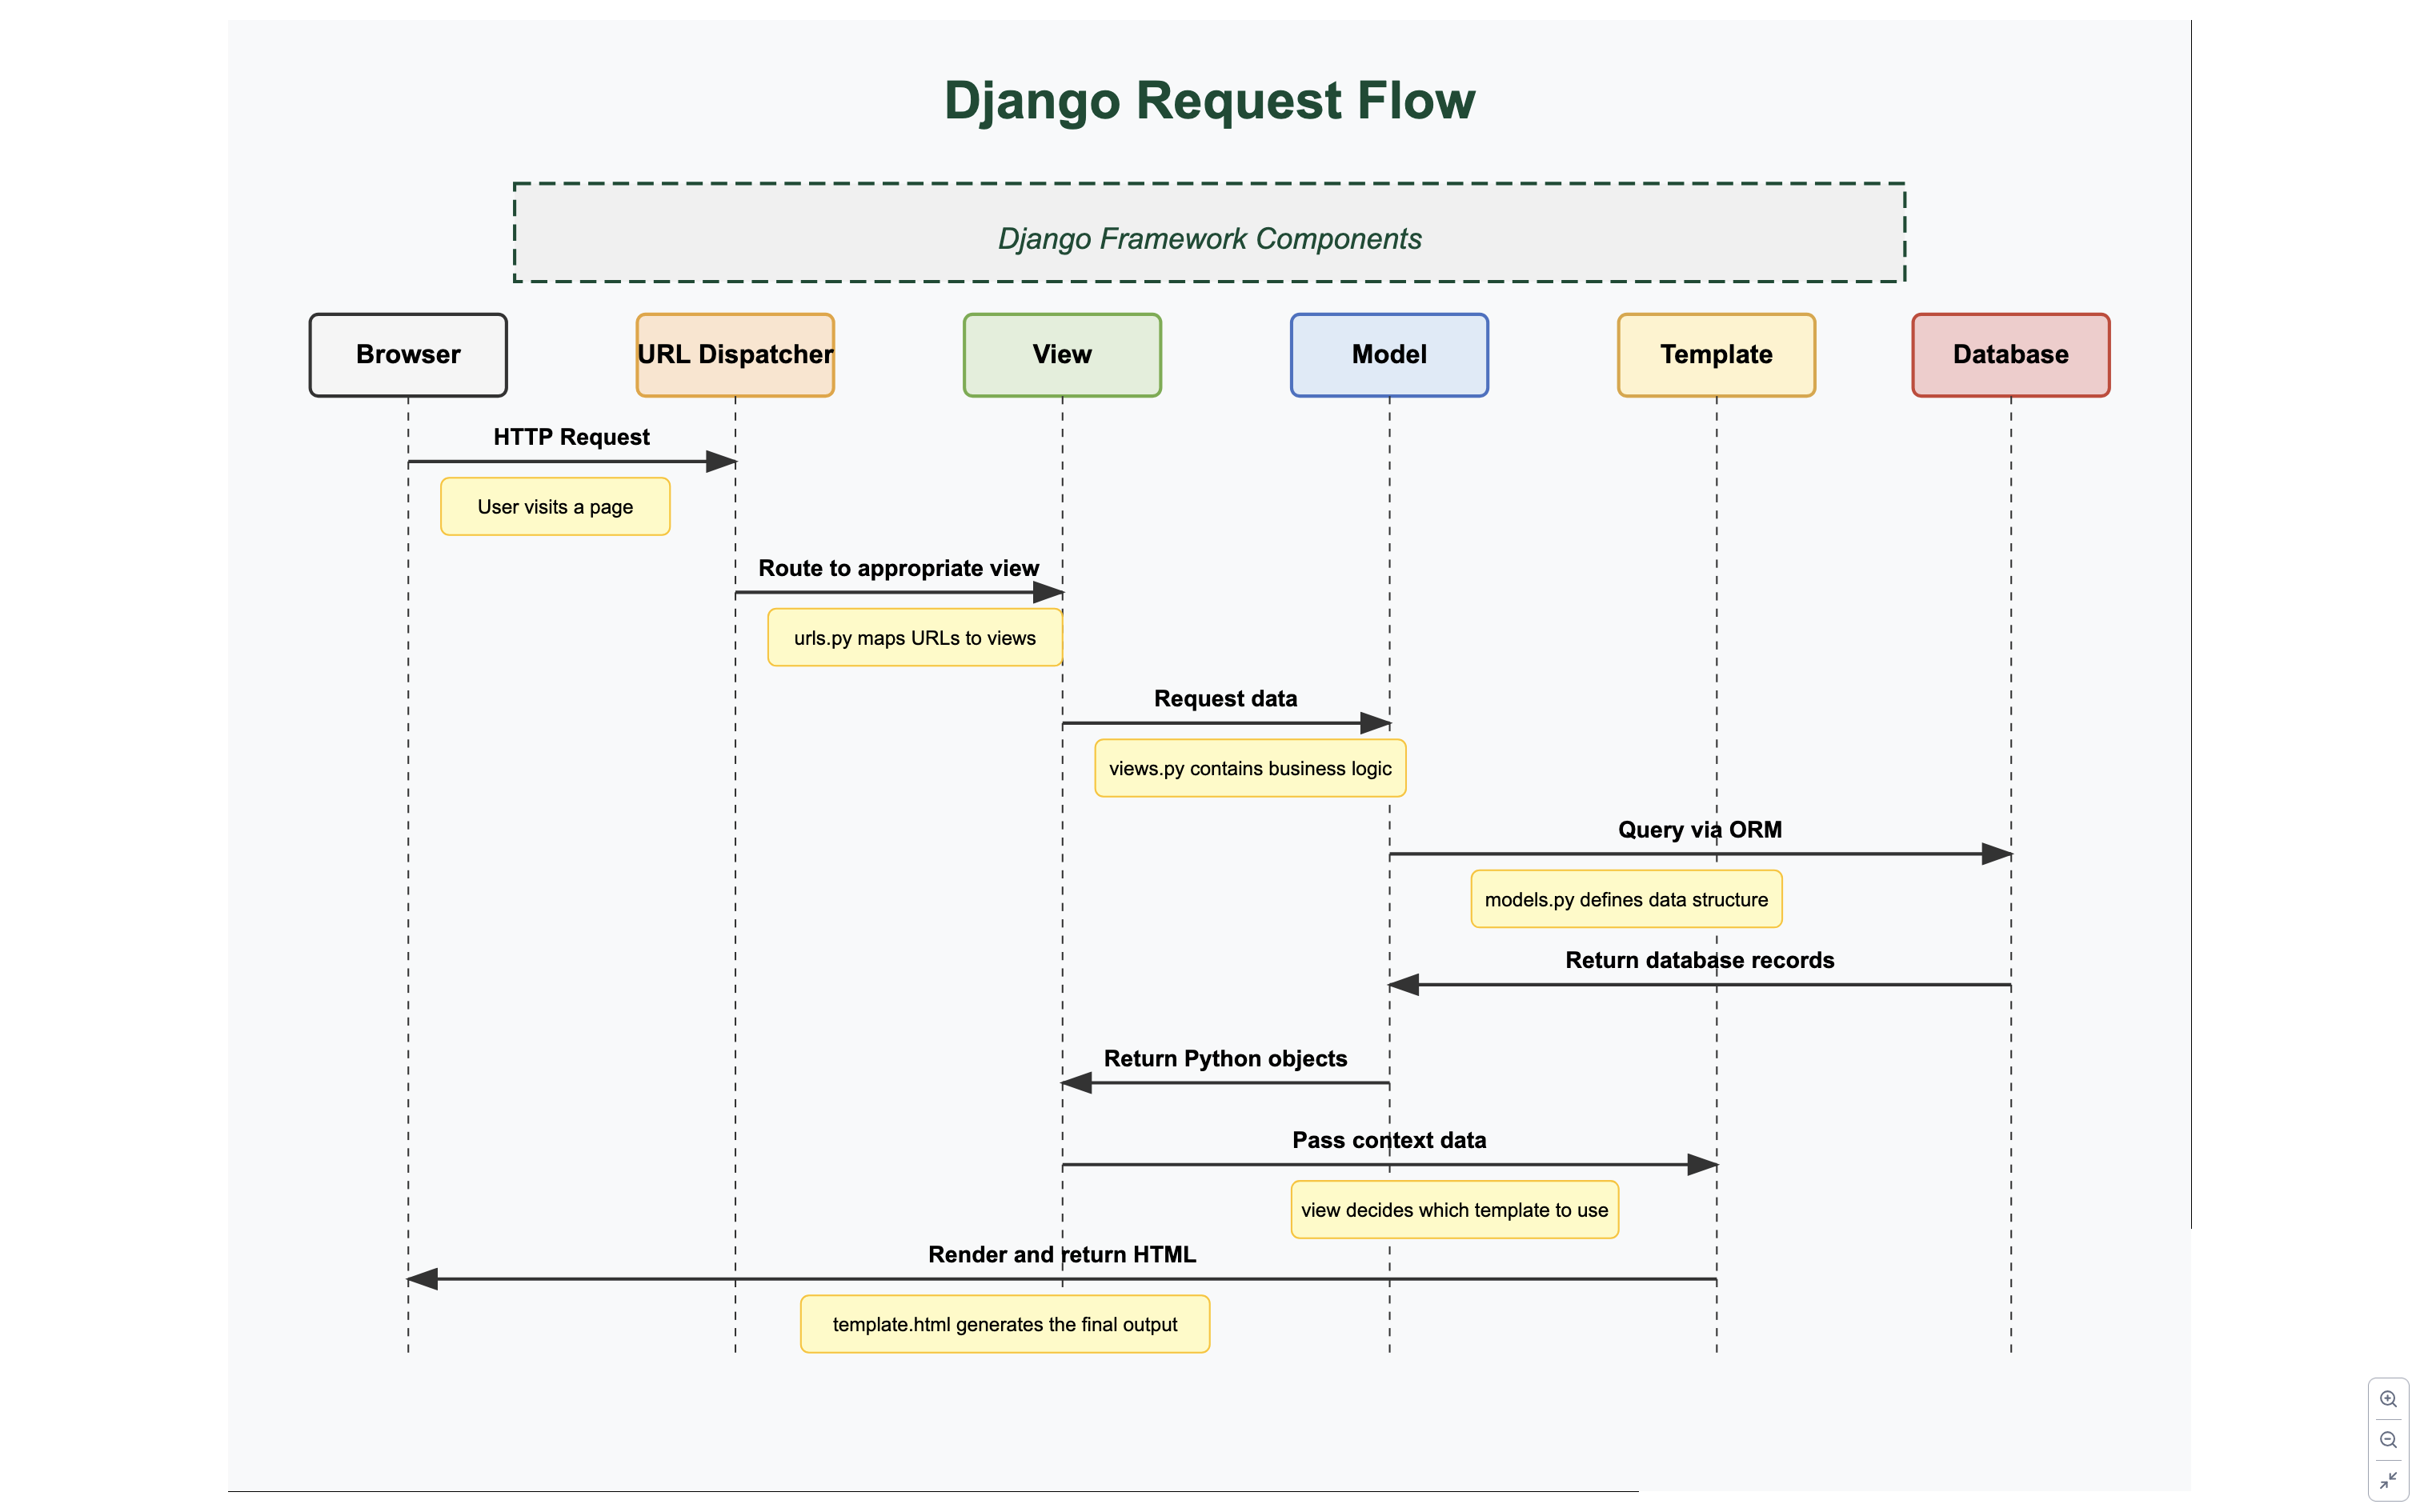 Django Request Flow
Django Framework Components
Browser
URL Dispatcher
View
Model
Template
Database
HTTP Request
User visits a page
Route to appropriate view
urls.py maps URLs to views
Request data
views.py contains business logic
Query via ORM
models.py defines data structure
Return database records
Return Python objects
Pass context data
view decides which template to use
Render and return HTML
template.html generates the final output